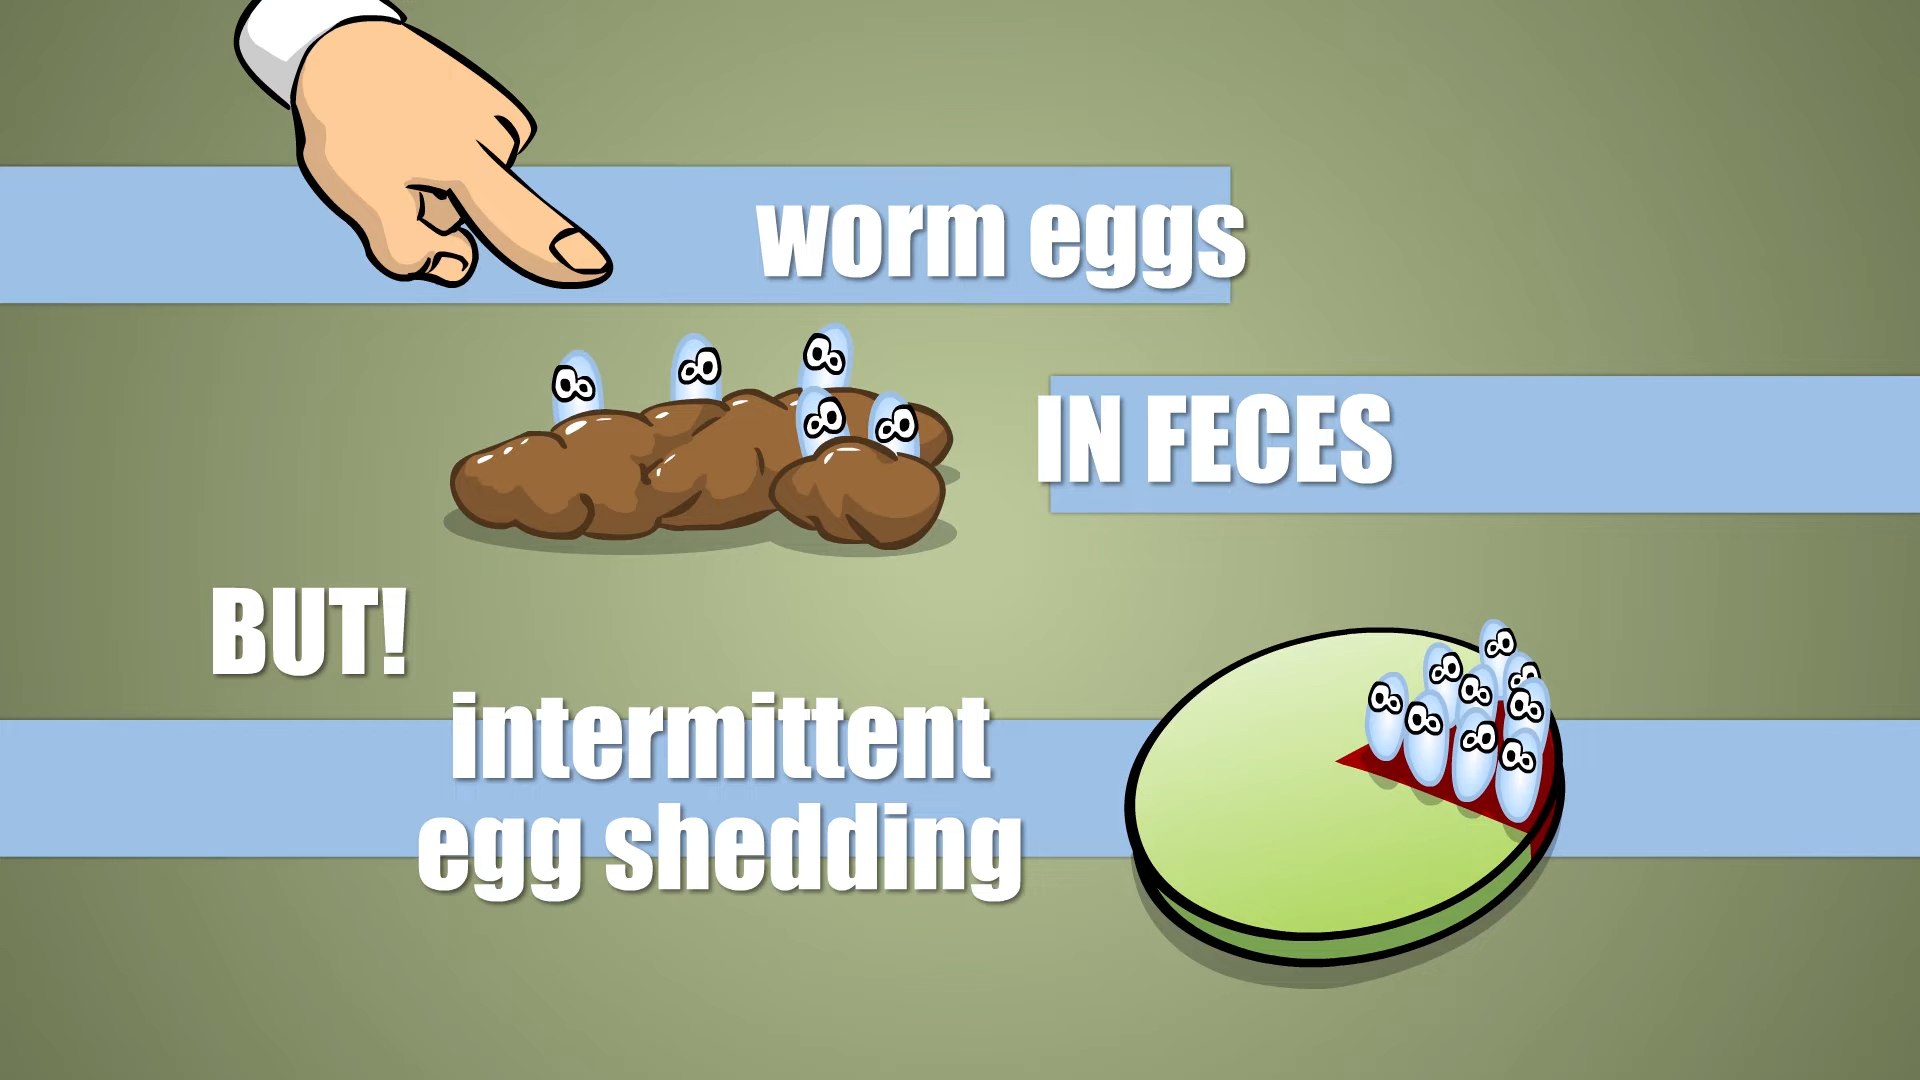 worm eggs
IN FECES
BUT!
intermittent
egg shedding